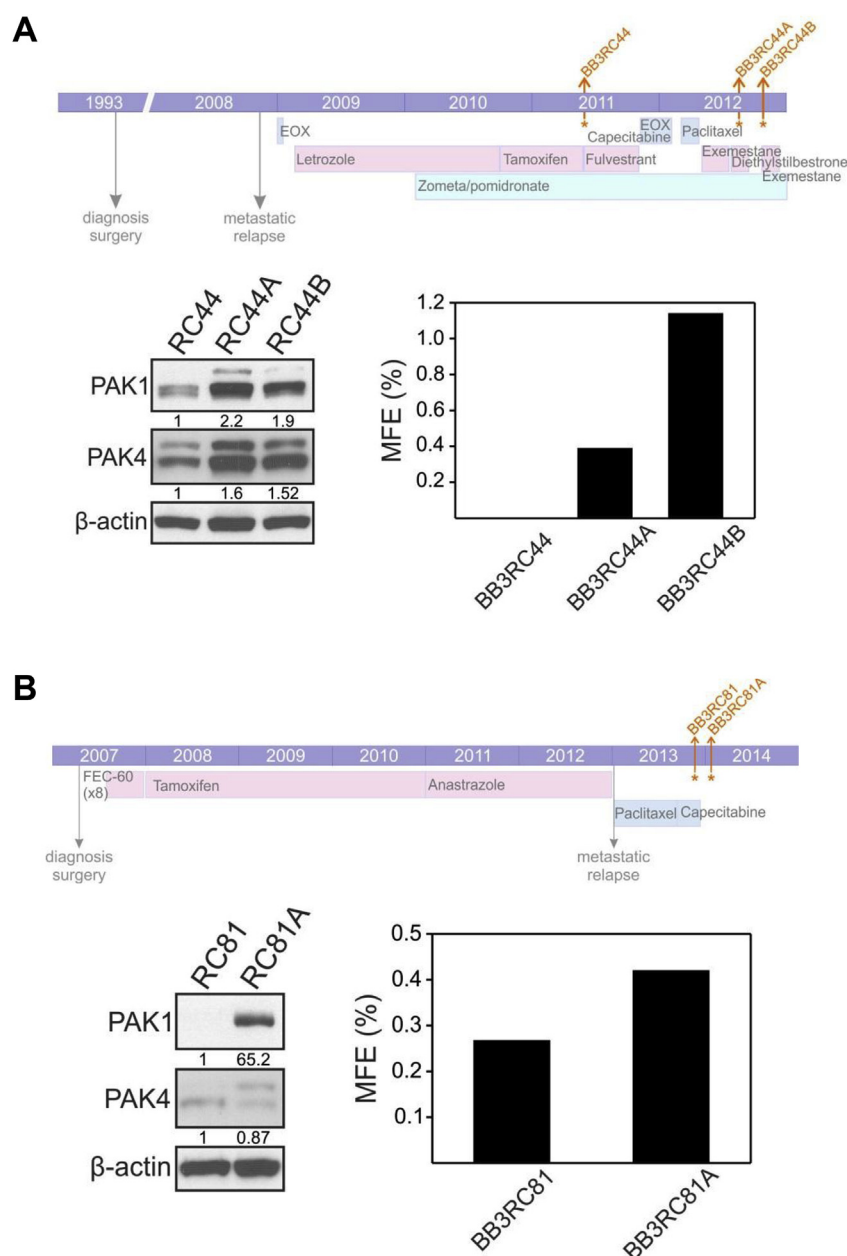 A
BB3RC44
BB3RC44A
BB3RC44B
1993 2008 2009 2010 2011 2012
EOX
EOX
Capecitabine
Paclitaxel
Letrozole
Tamoxifen
Fulvestrant
Exemestane
Diethylstilbestrone
Exemestane
Zometa/pomidronate
diagnosis
surgery
metastatic
relapse
RC44 RC44A RC44B
PAK1
1 2.2 1.9
PAK4
1 1.6 1.52
β-actin
MFE (%)
1.2
1.0
0.8
0.6
0.4
0.2
BB3RC44
BB3RC44A
BB3RC44B
B
BB3RC81
BB3RC81A
2007 2008 2009 2010 2011 2012 2013 2014
FEC-60
(x8)
Tamoxifen
Anastrazole
Paclitaxel Capecitabine
diagnosis
surgery
metastatic
relapse
RC81 RC81A
PAK1
1 65.2
PAK4
1 0.87
β-actin
MFE (%)
0.5
0.4
0.3
0.2
0.1
BB3RC81
BB3RC81A